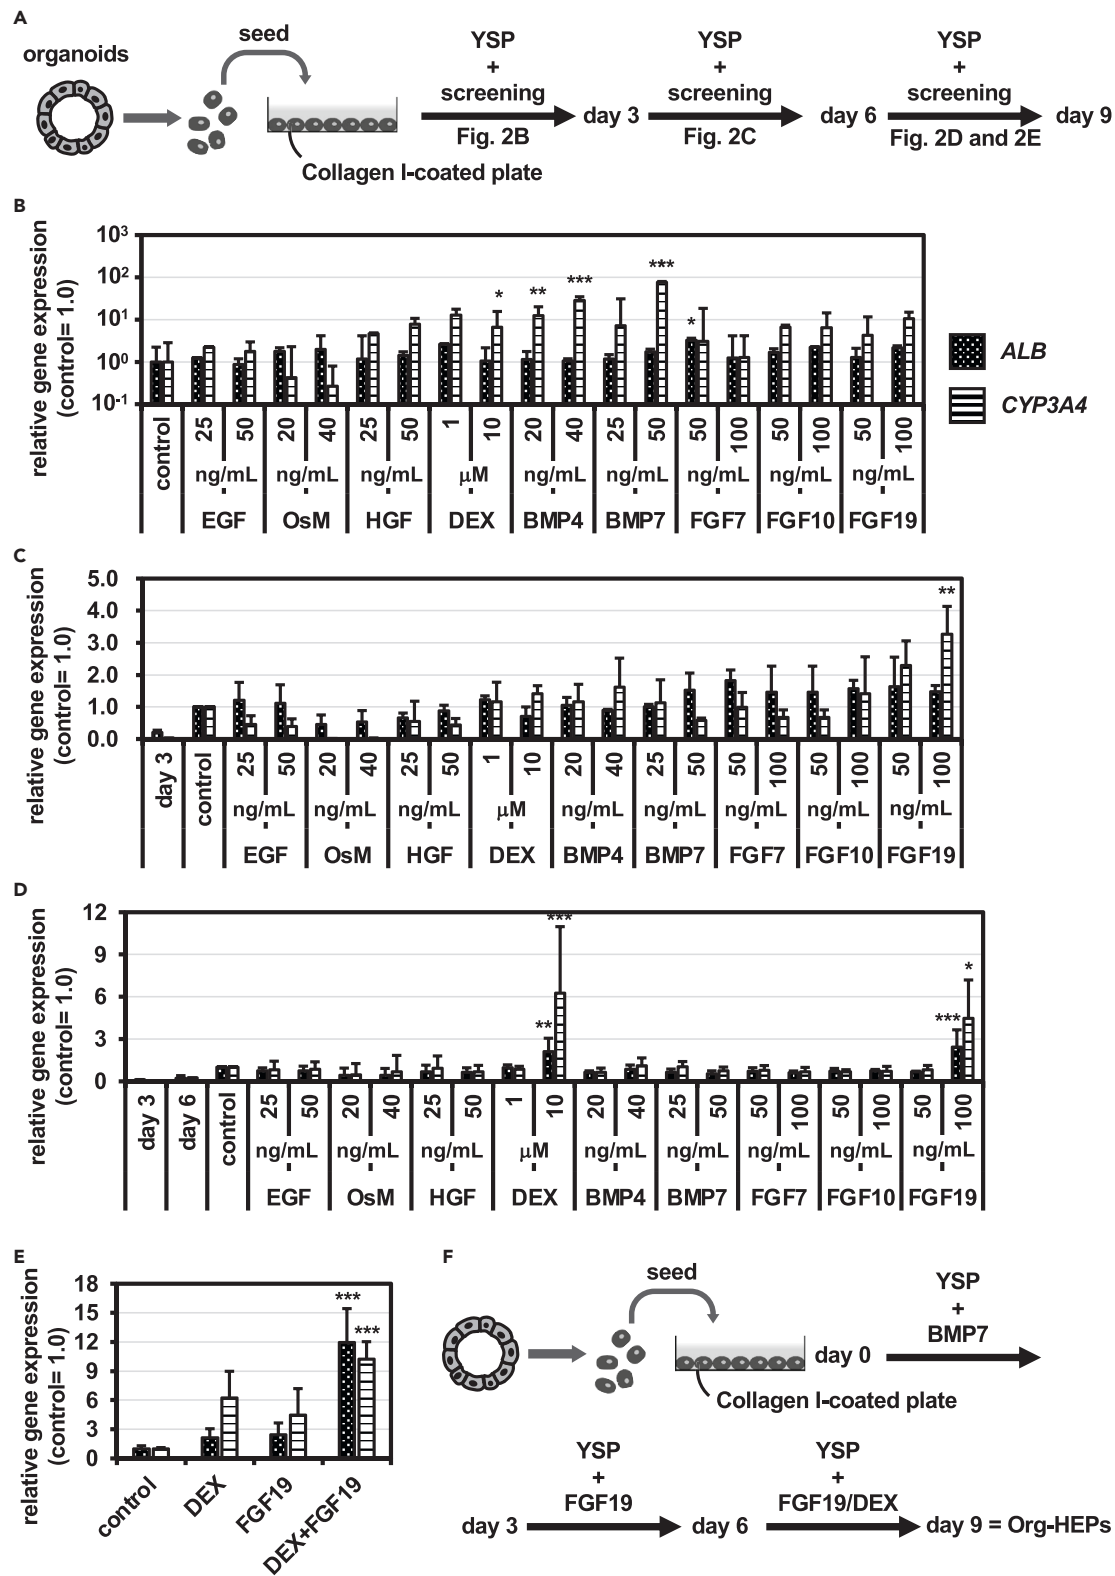 A
organoids
seed
Collagen I-coated plate
YSP
+
screening
Fig. 2B
day 3
YSP
+
screening
Fig. 2C
day 6
YSP
+
screening
Fig. 2D and 2E
day 9
B
relative gene expression
(control= 1.0)
10³
10²
10¹
10⁰
10⁻¹
* ** *** *** *
ALB
CYP3A4
control 25 50 20 40 25 50 1 10 20 40 25 50 50 100 50 100 50 100
ng/mL ng/mL ng/mL µM ng/mL ng/mL ng/mL ng/mL ng/mL
EGF OsM HGF DEX BMP4 BMP7 FGF7 FGF10 FGF19
C
relative gene expression
(control= 1.0)
5.0
4.0
3.0
2.0
1.0
0.0
**
day 3 control 25 50 20 40 25 50 1 10 20 40 25 50 50 100 50 100 50 100
ng/mL ng/mL ng/mL µM ng/mL ng/mL ng/mL ng/mL ng/mL
EGF OsM HGF DEX BMP4 BMP7 FGF7 FGF10 FGF19
D
relative gene expression
(control= 1.0)
12
9
6
3
0
** *** *** *
day 3 day 6 control 25 50 20 40 25 50 1 10 20 40 25 50 50 100 50 100 50 100
ng/mL ng/mL ng/mL µM ng/mL ng/mL ng/mL ng/mL ng/mL
EGF OsM HGF DEX BMP4 BMP7 FGF7 FGF10 FGF19
E
relative gene expression
(control= 1.0)
18
15
12
9
6
3
0
*** ***
control DEX FGF19 DEX+FGF19
F
seed
Collagen I-coated plate
day 0
YSP
+
BMP7
day 3
YSP
+
FGF19
day 6
YSP
+
FGF19/DEX
day 9 = Org-HEPs